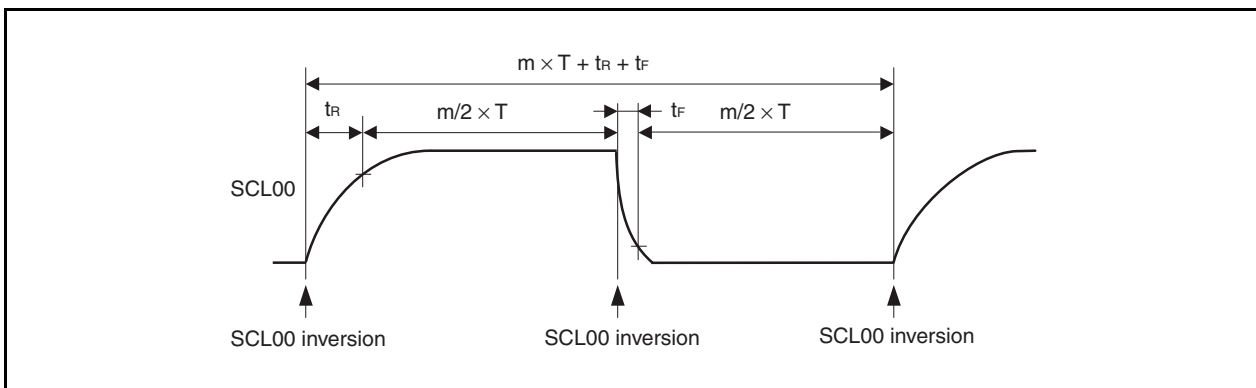 m × T + tR + tF
tR
m/2 × T
tF
m/2 × T
SCL00
SCL00 inversion
SCL00 inversion
SCL00 inversion